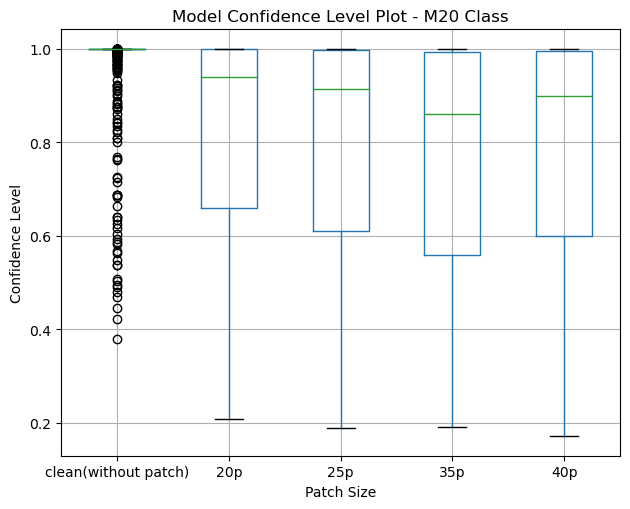 Model Confidence Level Plot - M20 Class
1.0
0.8
0.6
0.4
0.2
Confidence Level
clean(without patch) 20p 25p 35p 40p
Patch Size